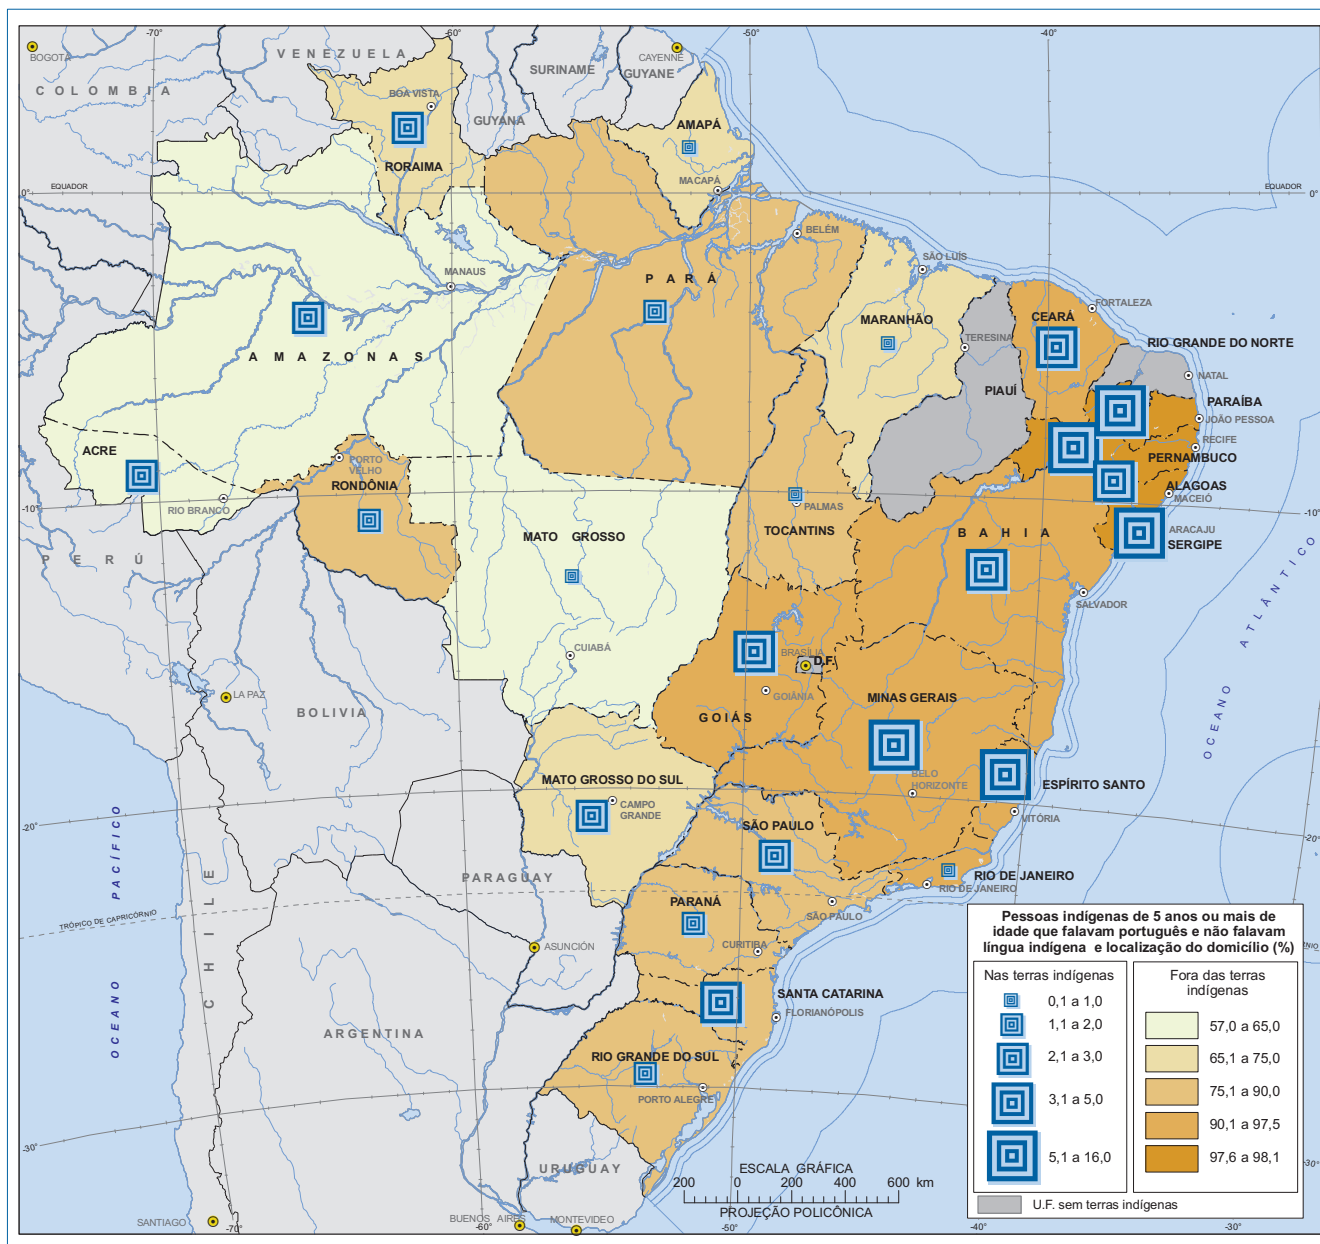 -70°
-60°
-50°
-40°
BOGOTÁ
VENEZUELA
CAYENNE
COLOMBIA
SURINAME
GUYANE
BOA VISTA
GUYANA
AMAPÁ
RORAIMA
MACAPÁ
EQUADOR
EQUADOR
0°
0°
BELÉM
MANAUS
PARÁ
SÃO LUÍS
FORTALEZA
MARANHÃO
CEARÁ
TERESINA
RIO GRANDE DO NORTE
AMAZONAS
NATAL
PIAUÍ
PARAÍBA
JOÃO PESSOA
RECIFE
ACRE
PORTO
VELHO
PERNAMBUCO
RONDÔNIA
ALAGOAS
MACEIÓ
RIO BRANCO
-10°
PALMAS
-10°
TOCANTINS
MATO GROSSO
BAHIA
ARACAJU
SERGIPE
PERÚ
SALVADOR
OCEANO ATLÂNTICO
CUIABÁ
BRASÍLIA
D.F.
LA PAZ
GOIÂNIA
MINAS GERAIS
BOLIVIA
GOIÁS
MATO GROSSO DO SUL
BELO
HORIZONTE
ESPÍRITO SANTO
CAMPO
GRANDE
VITÓRIA
-20°
SÃO PAULO
-20°
OCEANO PACÍFICO
CHILE
PARAGUAY
RIO DE JANEIRO
RIO DE JANEIRO
PARANÁ
SÃO PAULO
TRÓPICO DE CAPRICÓRNIO
ASUNCIÓN
CURITIBA
SANTA CATARINA
FLORIANÓPOLIS
ARGENTINA
RIO GRANDE DO SUL
PORTO ALEGRE
-30°
URUGUAY
-30°
SANTIAGO
-70°
BUENOS AIRES
-60°
MONTEVIDEO
-50°
-40°
-30°
ESCALA GRÁFICA
200 0 200 400 600 km
PROJEÇÃO POLICÔNICA
Pessoas indígenas de 5 anos ou mais de
idade que falavam português e não falavam
língua indígena e localização do domicílio (%)
Nas terras indígenas
0,1 a 1,0
1,1 a 2,0
2,1 a 3,0
3,1 a 5,0
5,1 a 16,0
Fora das terras
indígenas
57,0 a 65,0
65,1 a 75,0
75,1 a 90,0
90,1 a 97,5
97,6 a 98,1
U.F. sem terras indígenas